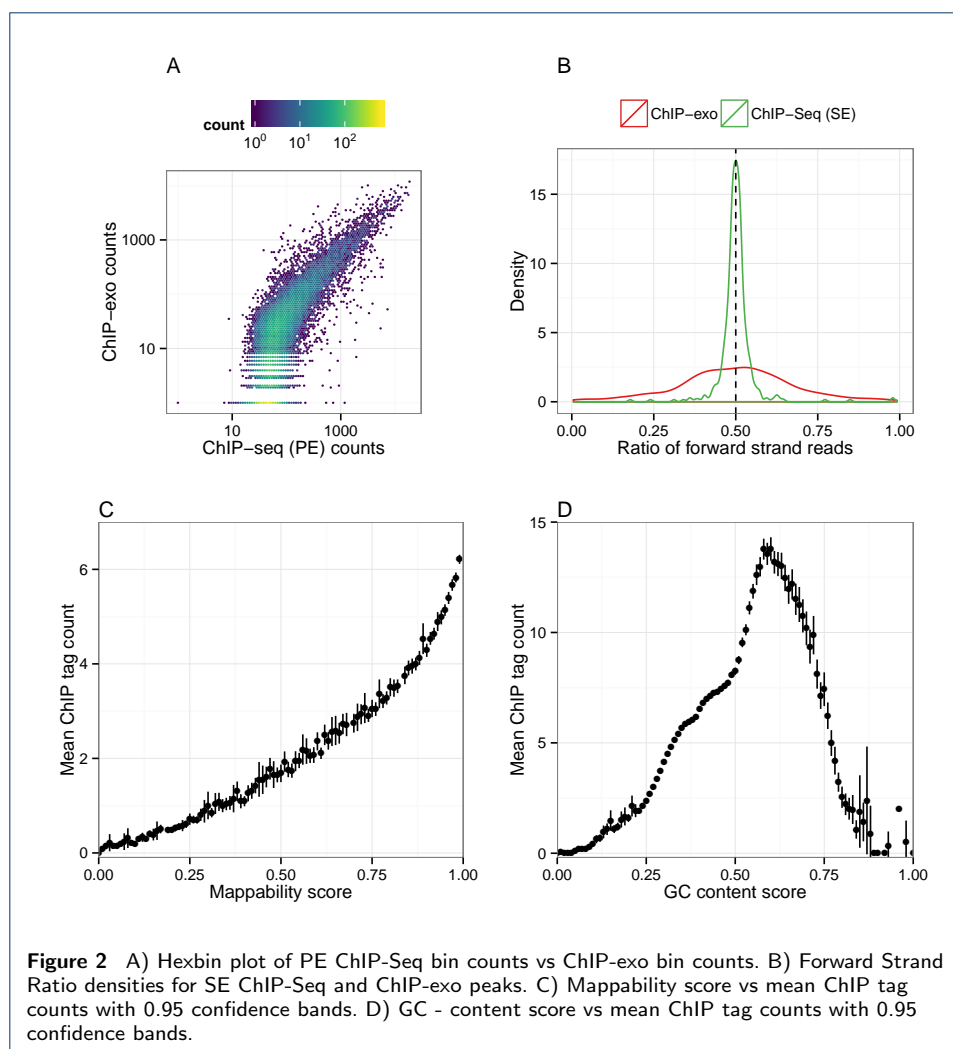 A
count
10⁰ 10¹ 10²
1000
10
ChIP−exo counts
10 1000
ChIP−seq (PE) counts
B
ChIP−exo ChIP−Seq (SE)
15
10
5
0
Density
0.00 0.25 0.50 0.75 1.00
Ratio of forward strand reads
C
6
4
2
0
Mean ChIP tag count
0.00 0.25 0.50 0.75 1.00
Mappability score
D
15
10
5
0
Mean ChIP tag count
0.00 0.25 0.50 0.75 1.00
GC content score
Figure 2 A) Hexbin plot of PE ChIP-Seq bin counts vs ChIP-exo bin counts. B) Forward Strand
Ratio densities for SE ChIP-Seq and ChIP-exo peaks. C) Mappability score vs mean ChIP tag
counts with 0.95 confidence bands. D) GC - content score vs mean ChIP tag counts with 0.95
confidence bands.